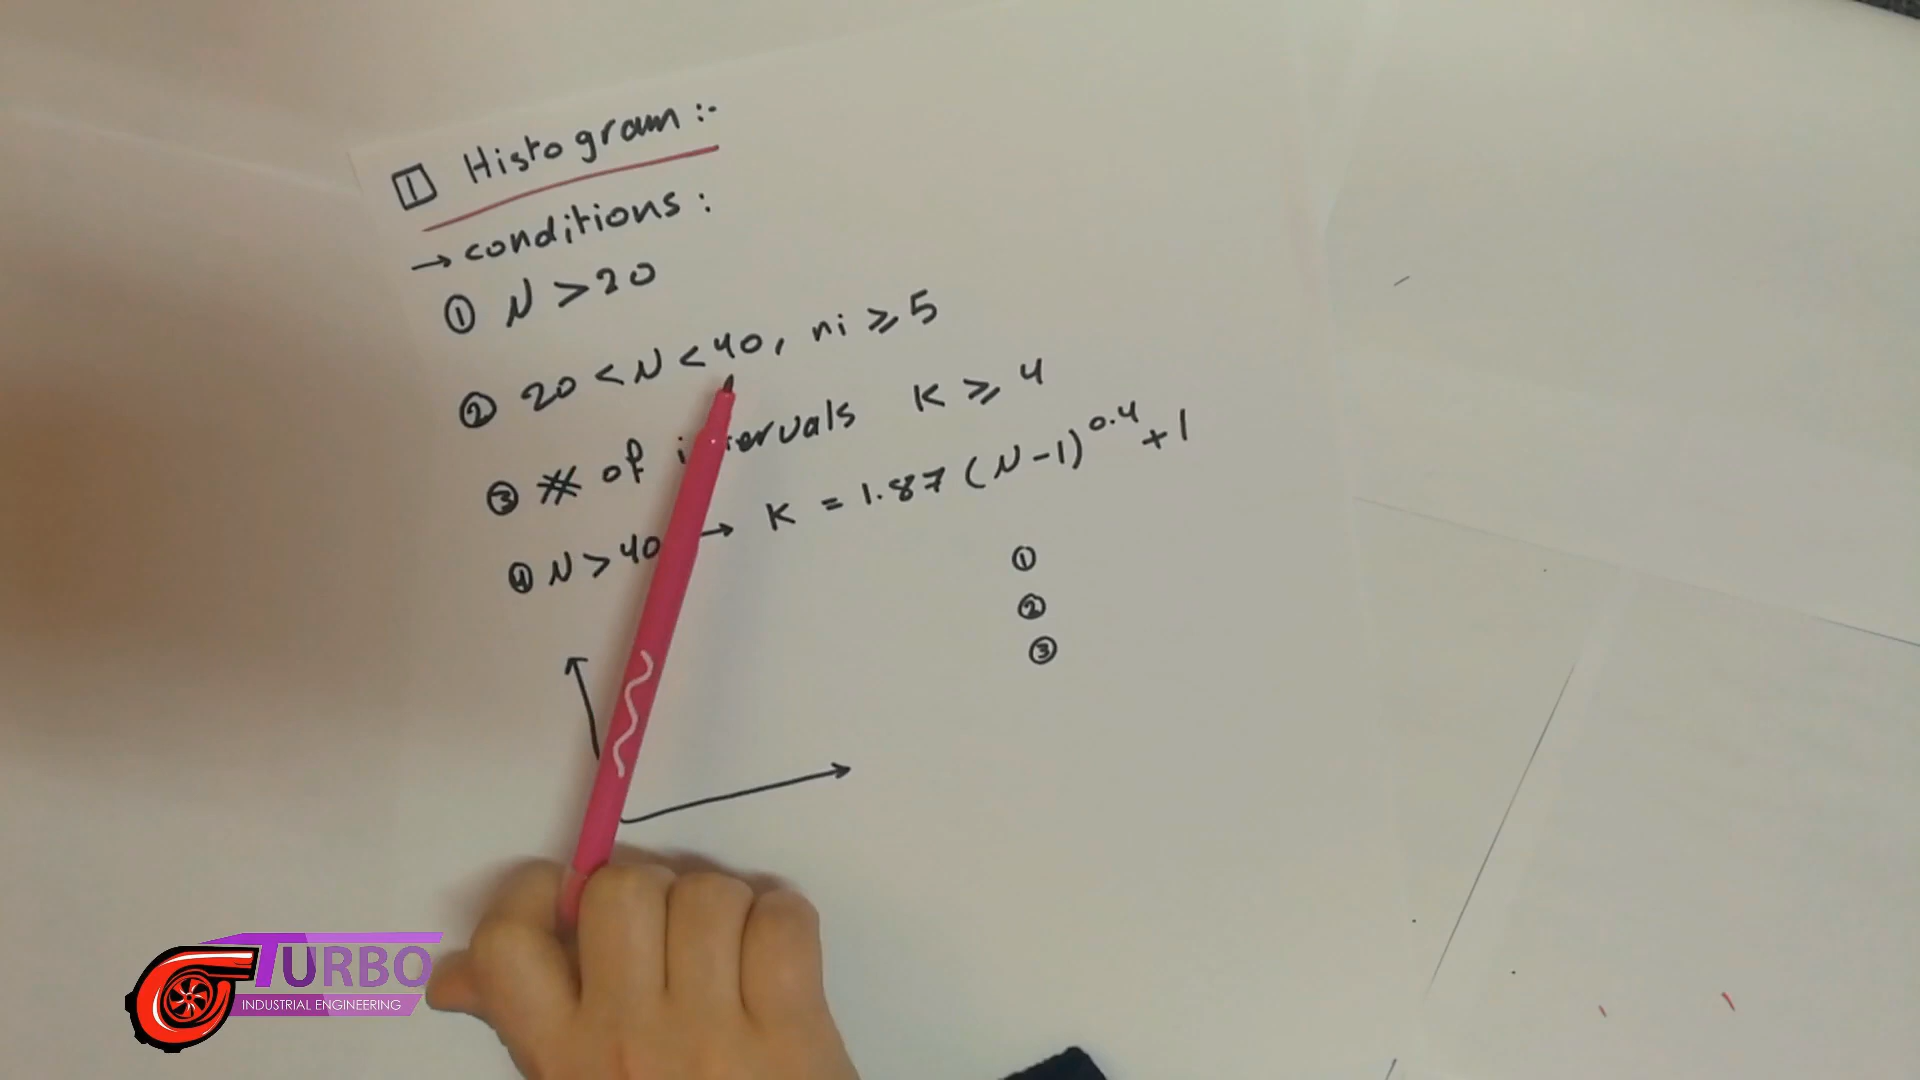 1 Histogram :-
→ conditions :
① N > 20
② 20 < N < 40, ni ≥ 5
③ # of intervals K ≥ 4
④ N > 40 → K = 1.87 (N - 1)^0.4 + 1
①
②
③
TURBO
INDUSTRIAL ENGINEERING